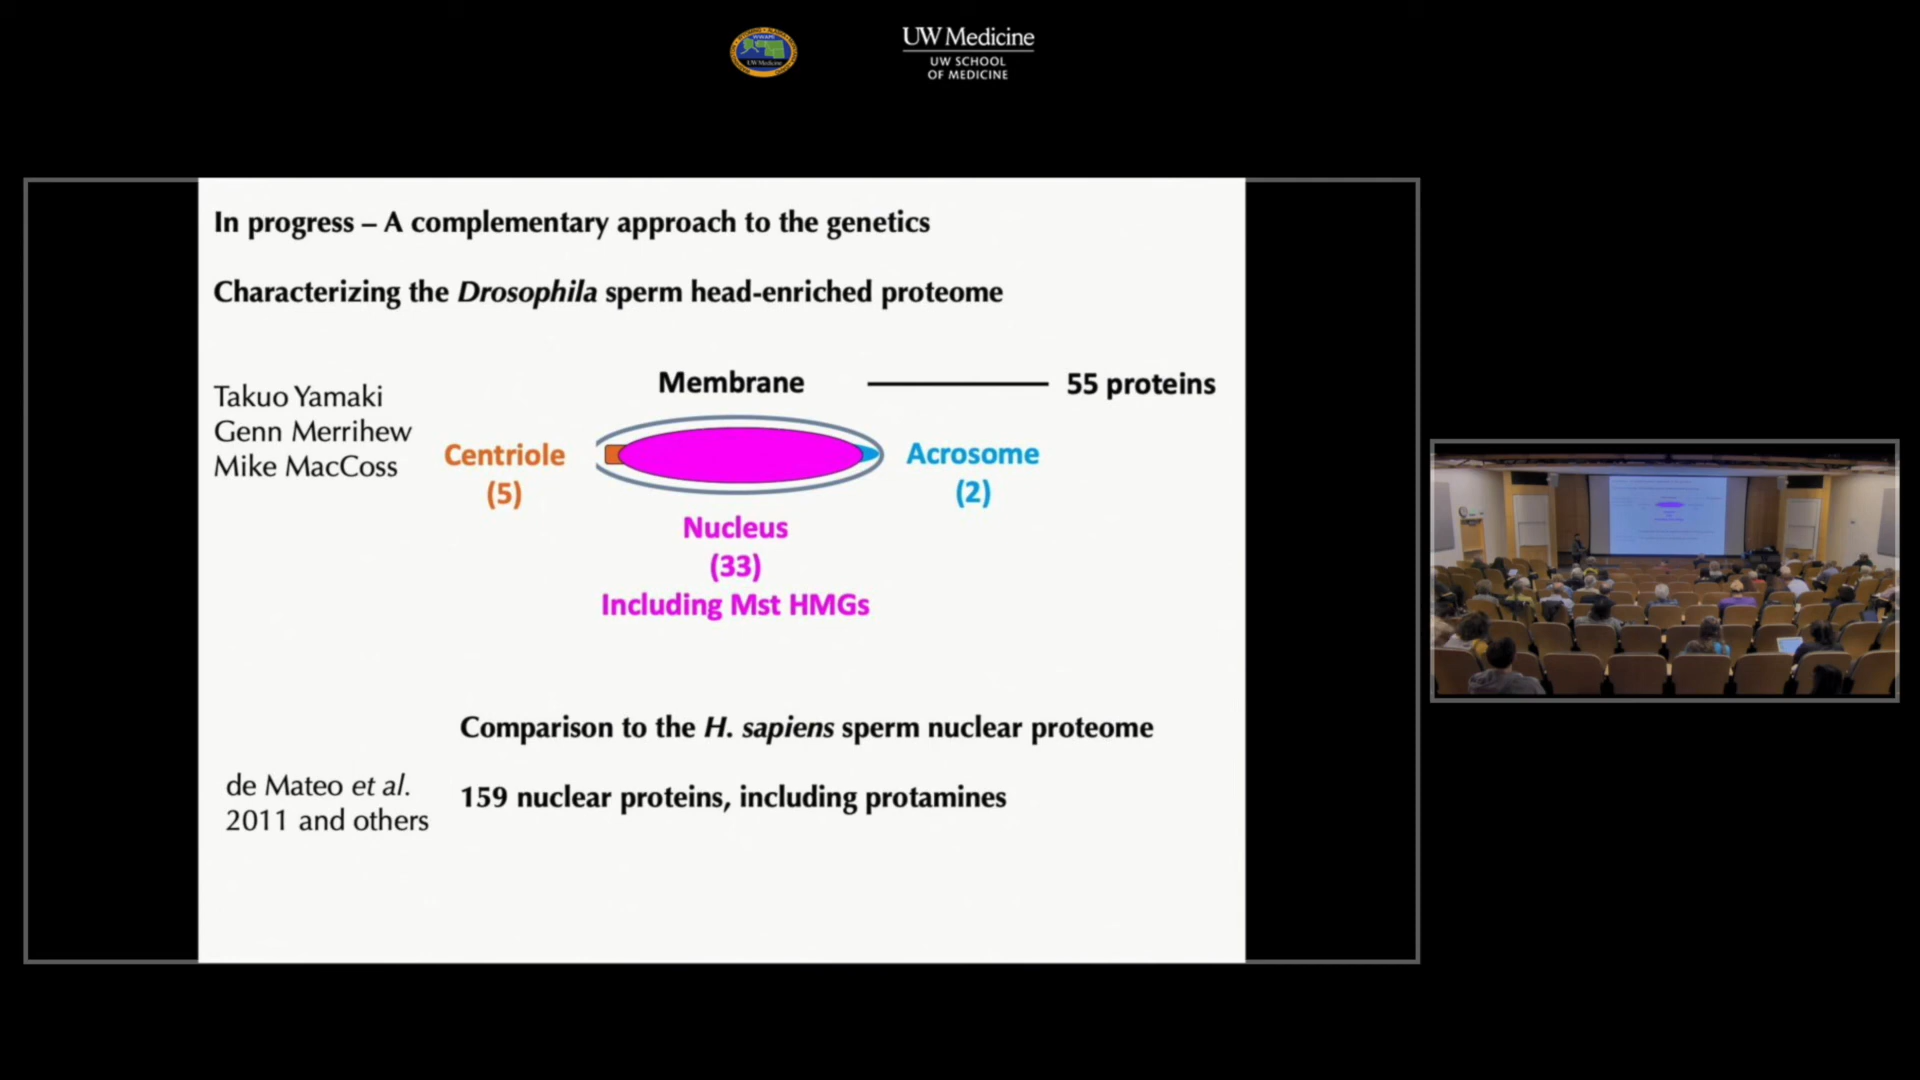 UW Medicine
UW Medicine
UW SCHOOL
OF MEDICINE
In progress – A complementary approach to the genetics
Characterizing the Drosophila sperm head-enriched proteome
Takuo Yamaki
Genn Merrihew
Mike MacCoss
Membrane
55 proteins
Centriole
(5)
Acrosome
(2)
Nucleus
(33)
Including Mst HMGs
Comparison to the H. sapiens sperm nuclear proteome
de Mateo et al.
2011 and others
159 nuclear proteins, including protamines